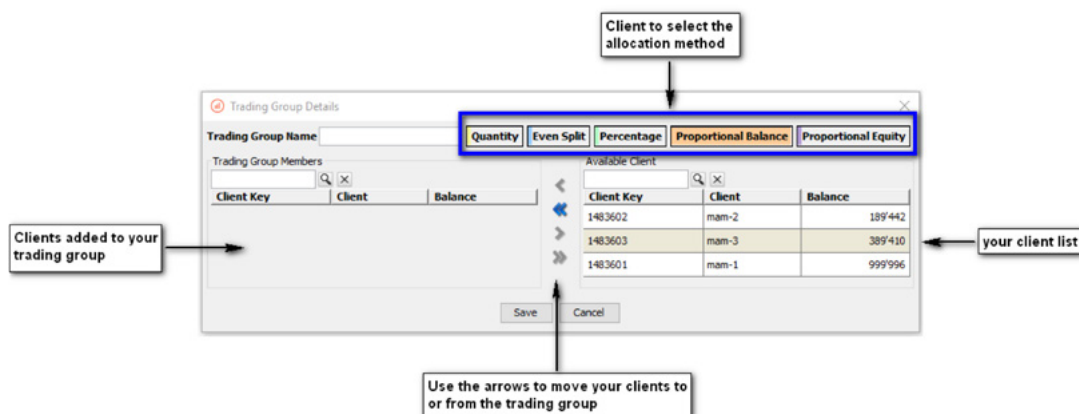 Client to select the
allocation method
Trading Group Details
Trading Group Name
Quantity Even Split Percentage Proportional Balance Proportional Equity
Trading Group Members
Client Key Client Balance
Available Client
Client Key Client Balance
1483602 mam-2 189'442
1483603 mam-3 389'410
1483601 mam-1 999'996
Clients added to your
trading group
your client list
Save Cancel
Use the arrows to move your clients to
or from the trading group